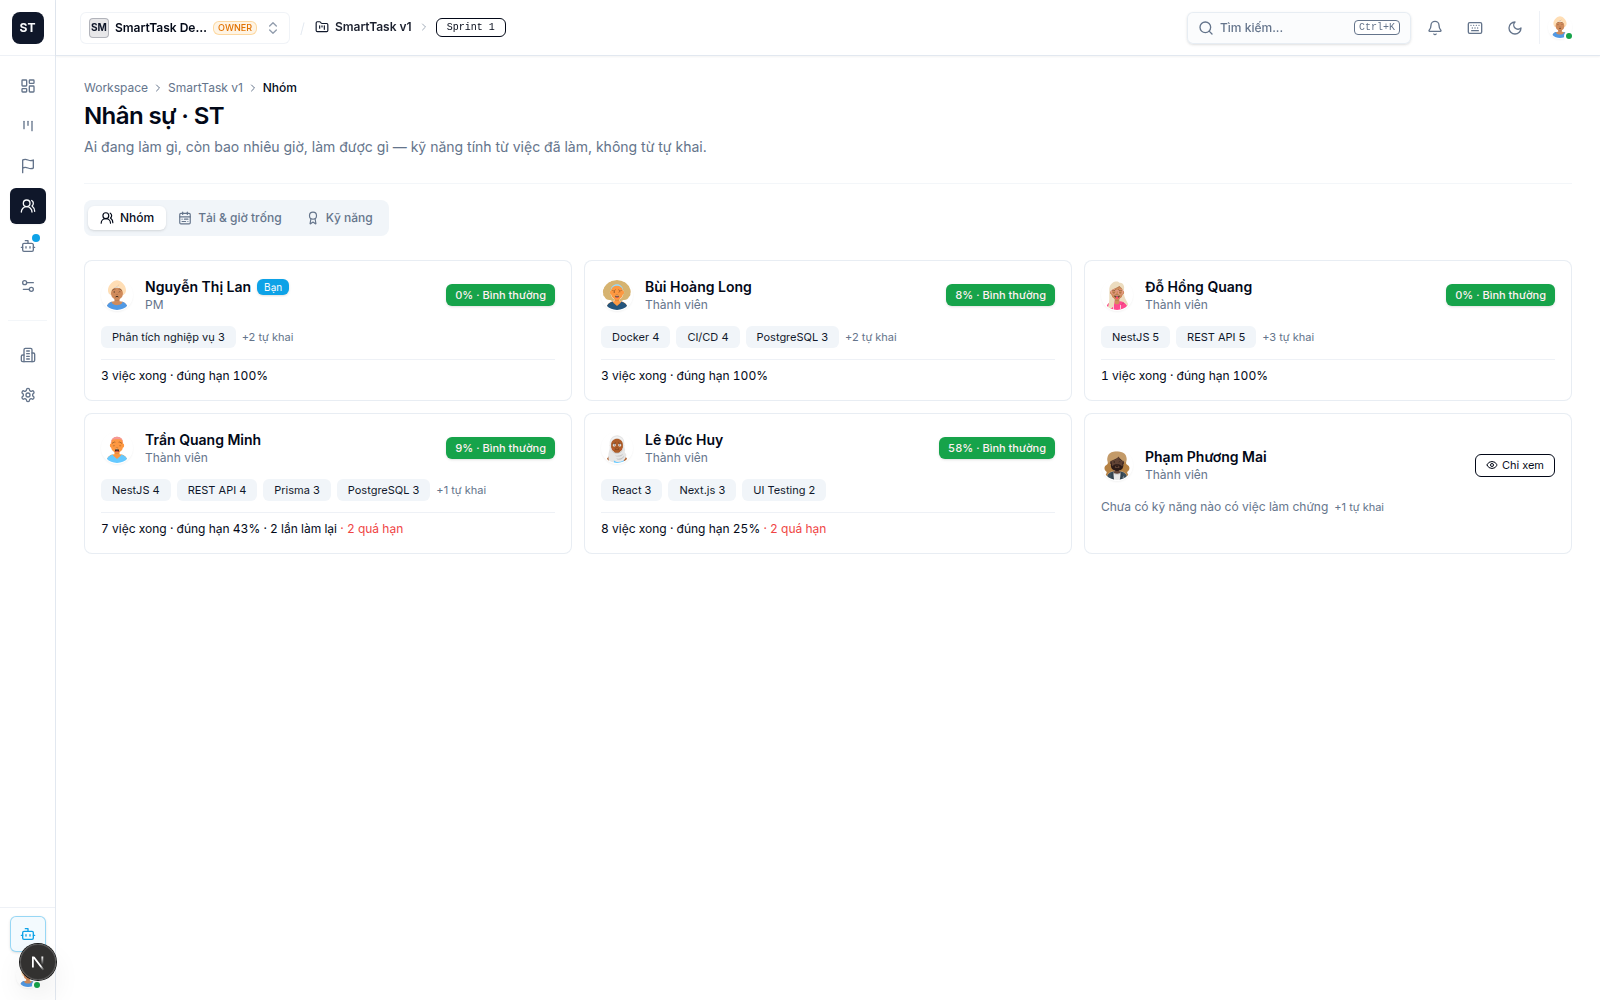 ST
SM SmartTask De... OWNER / SmartTask v1 > Sprint 1
Tìm kiếm... Ctrl+K
Workspace > SmartTask v1 > Nhóm
Nhân sự · ST
Ai đang làm gì, còn bao nhiêu giờ, làm được gì — kỹ năng tính từ việc đã làm, không từ tự khai.
Nhóm Tải & giờ trống Kỹ năng
Nguyễn Thị Lan Bạn
PM
0% · Bình thường
Phân tích nghiệp vụ 3 +2 tự khai
3 việc xong · đúng hạn 100%
Bùi Hoàng Long
Thành viên
8% · Bình thường
Docker 4 CI/CD 4 PostgreSQL 3 +2 tự khai
3 việc xong · đúng hạn 100%
Đỗ Hồng Quang
Thành viên
0% · Bình thường
NestJS 5 REST API 5 +3 tự khai
1 việc xong · đúng hạn 100%
Trần Quang Minh
Thành viên
9% · Bình thường
NestJS 4 REST API 4 Prisma 3 PostgreSQL 3 +1 tự khai
7 việc xong · đúng hạn 43% · 2 lần làm lại · 2 quá hạn
Lê Đức Huy
Thành viên
58% · Bình thường
React 3 Next.js 3 UI Testing 2
8 việc xong · đúng hạn 25% · 2 quá hạn
Phạm Phương Mai
Thành viên
Chỉ xem
Chưa có kỹ năng nào có việc làm chứng +1 tự khai
N